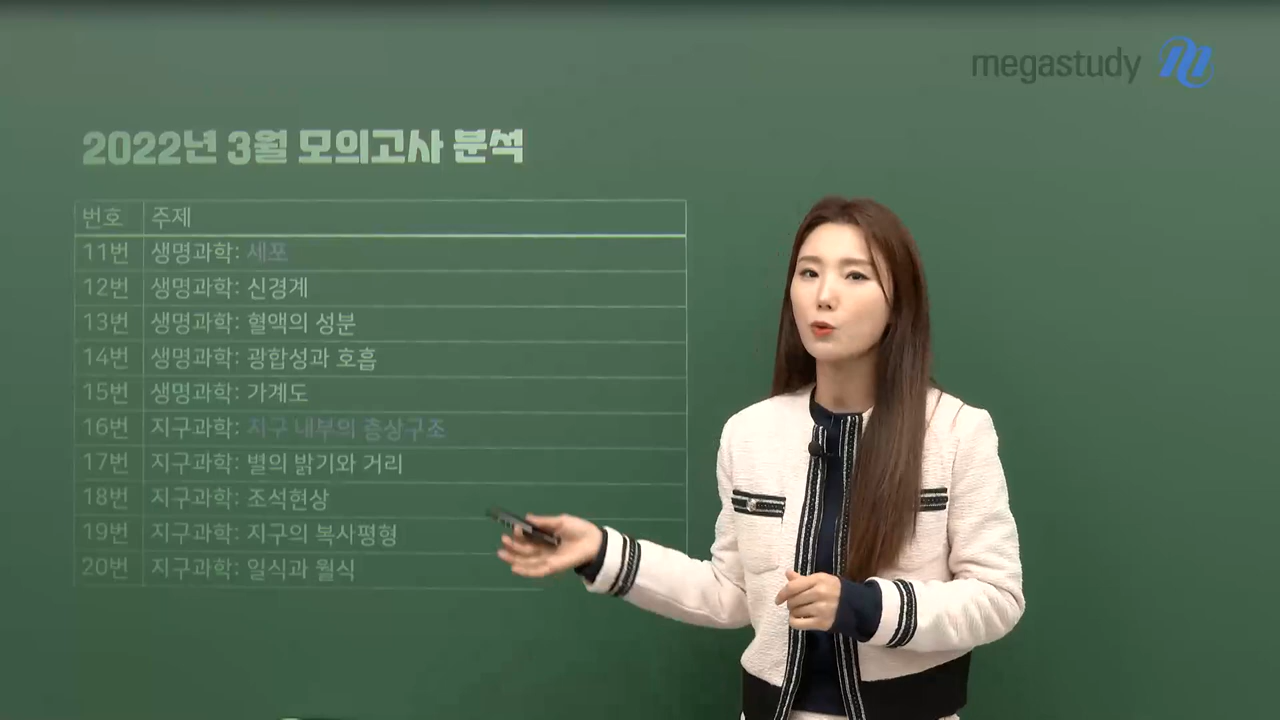 megastudy
2022년 3월 모의고사 분석
번호 주제
11번 생명과학: 세포
12번 생명과학: 신경계
13번 생명과학: 혈액의 성분
14번 생명과학: 광합성과 호흡
15번 생명과학: 가계도
16번 지구과학: 지구 내부의 층상구조
17번 지구과학: 별의 밝기와 거리
18번 지구과학: 조석현상
19번 지구과학: 지구의 복사평형
20번 지구과학: 일식과 월식